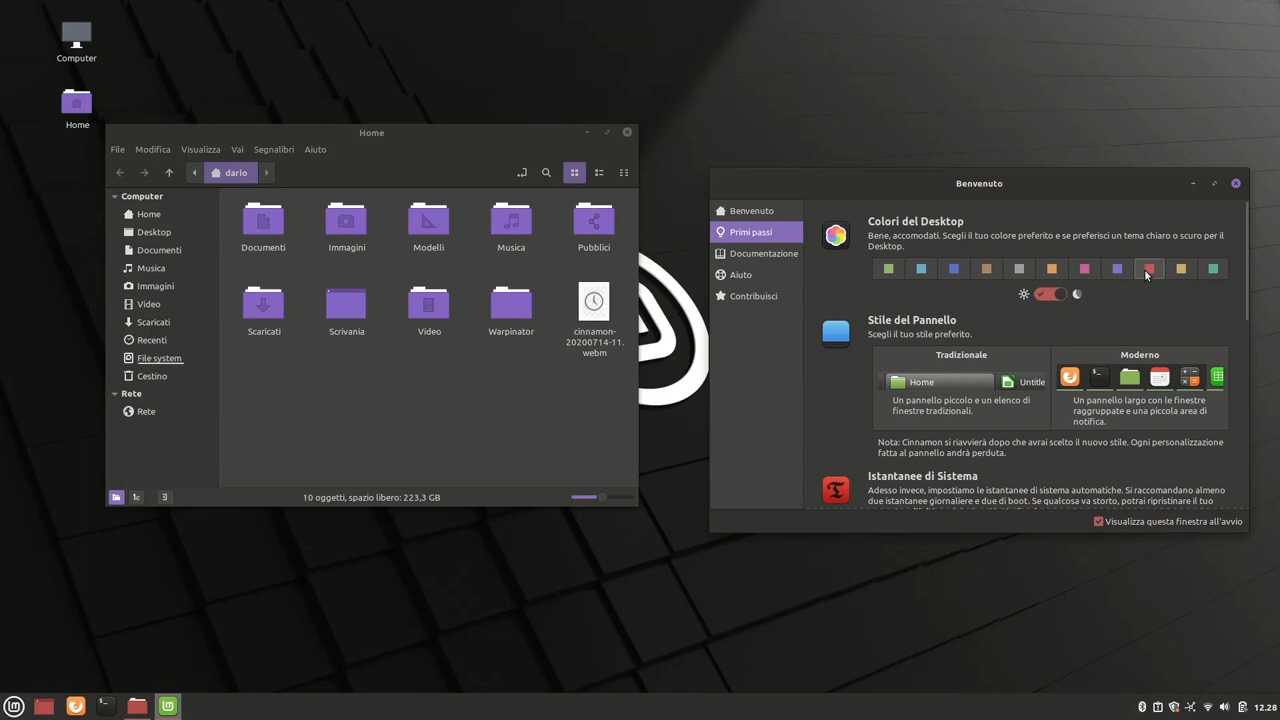 Computer
Home
Home
File Modifica Visualizza Vai Segnalibri Aiuto
dario
Computer
Home
Desktop
Documenti
Musica
Immagini
Video
Scaricati
Recenti
File system
Cestino
Rete
Rete
Documenti Immagini Modelli Musica Pubblici
Scaricati Scrivania Video Warpinator cinnamon-
20200714-11.
webm
10 oggetti, spazio libero: 223,3 GB
Benvenuto
Benvenuto
Primi passi
Documentazione
Aiuto
Contribuisci
Colori del Desktop
Bene, accomodati. Scegli il tuo colore preferito e se preferisci un tema chiaro o scuro per il
Desktop.
Stile del Pannello
Scegli il tuo stile preferito.
Tradizionale
Home Untitle
Un pannello piccolo e un elenco di
finestre tradizionali.
Moderno
Un pannello largo con le finestre
raggruppate e una piccola area di
notifica.
Nota: Cinnamon si riavvierà dopo che avrai scelto il nuovo stile. Ogni personalizzazione
fatta al pannello andrà perduta.
Istantanee di Sistema
Adesso invece, impostiamo le istantanee di sistema automatiche. Si raccomandano almeno
due istantanee giornaliere e due di boot. Se qualcosa va storto, potrai ripristinare il tuo
Visualizza questa finestra all'avvio
12.28